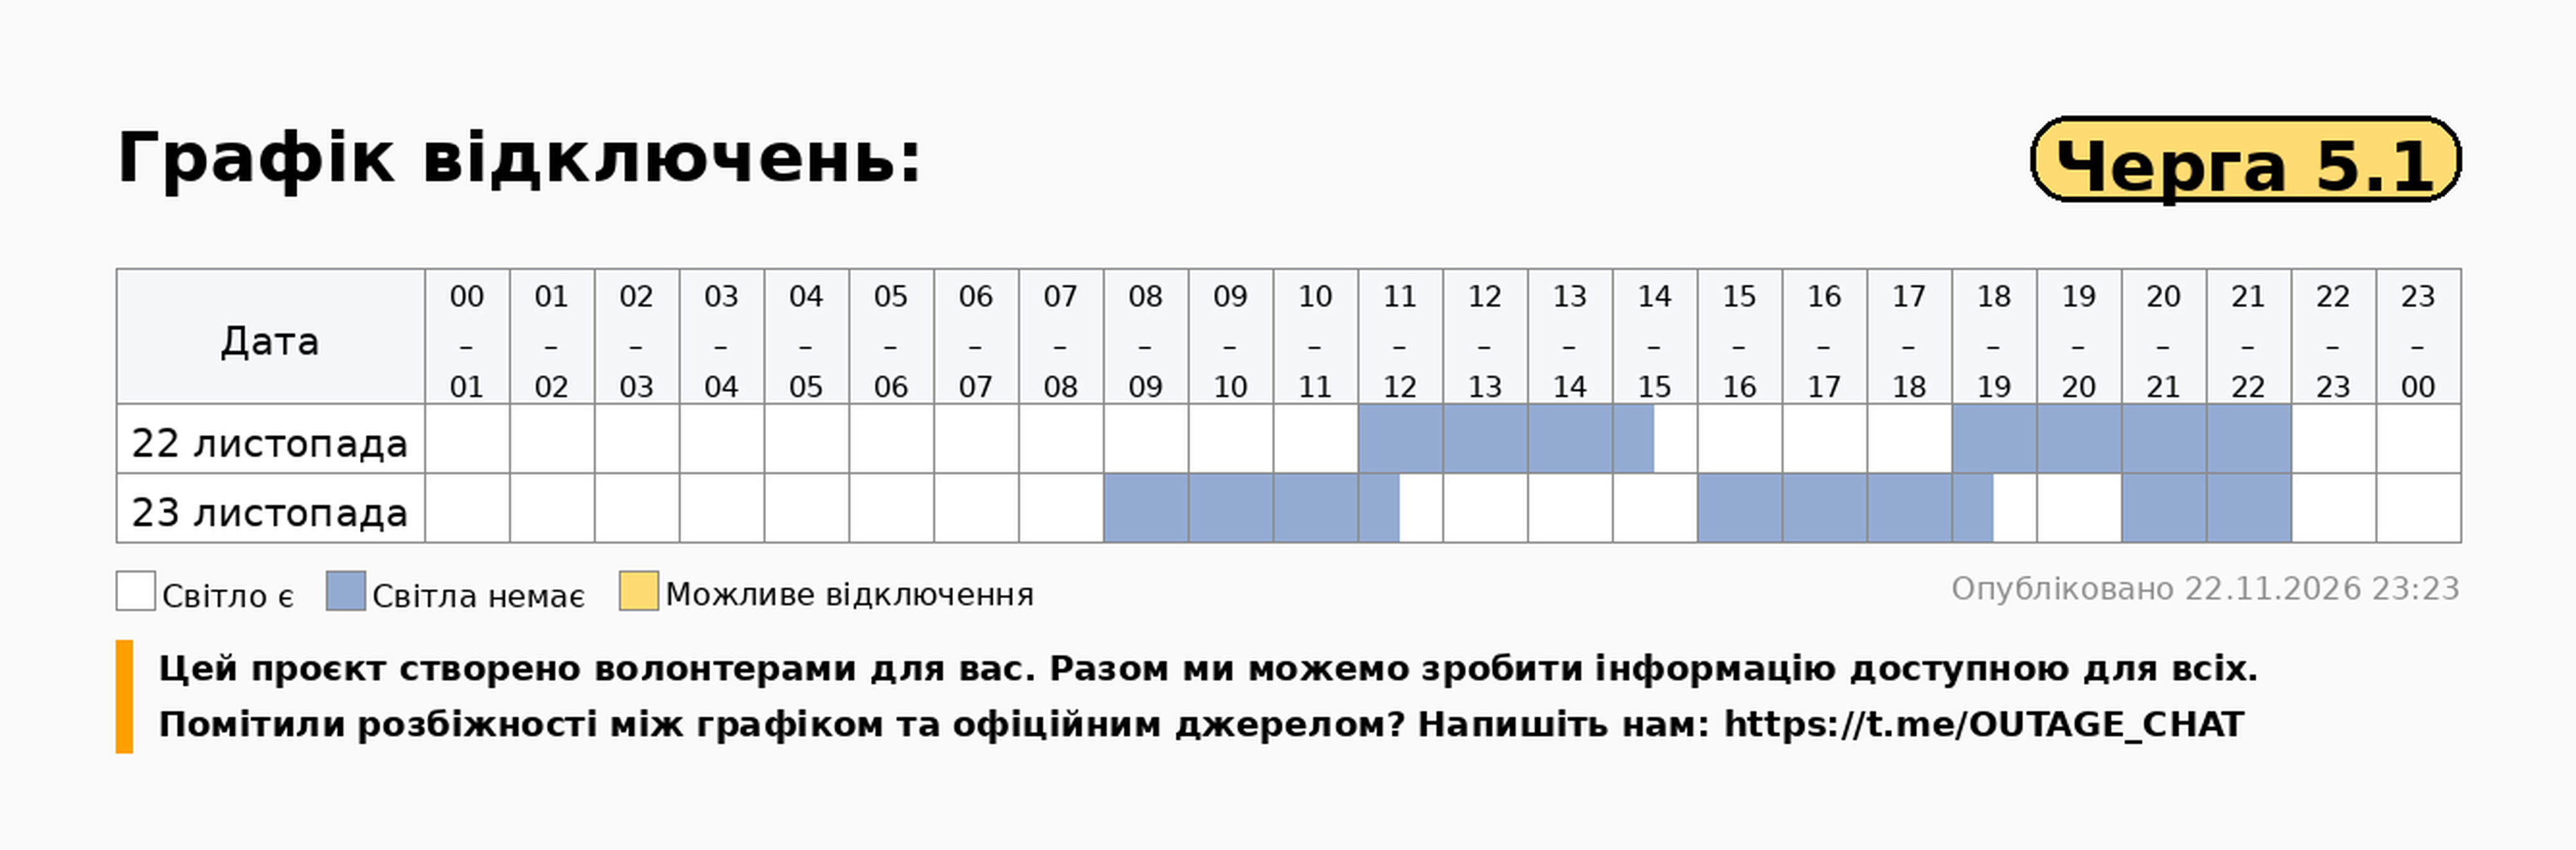 Графік відключень:
Черга 5.1
Дата 00 – 01 01 – 02 02 – 03 03 – 04 04 – 05 05 – 06 06 – 07 07 – 08 08 – 09 09 – 10 10 – 11 11 – 12 12 – 13 13 – 14 14 – 15 15 – 16 16 – 17 17 – 18 18 – 19 19 – 20 20 – 21 21 – 22 22 – 23 23 – 00
22 листопада
23 листопада
Світло є Світла немає Можливе відключення
Опубліковано 22.11.2026 23:23
Цей проєкт створено волонтерами для вас. Разом ми можемо зробити інформацію доступною для всіх.
Помітили розбіжності між графіком та офіційним джерелом? Напишіть нам: https://t.me/OUTAGE_CHAT